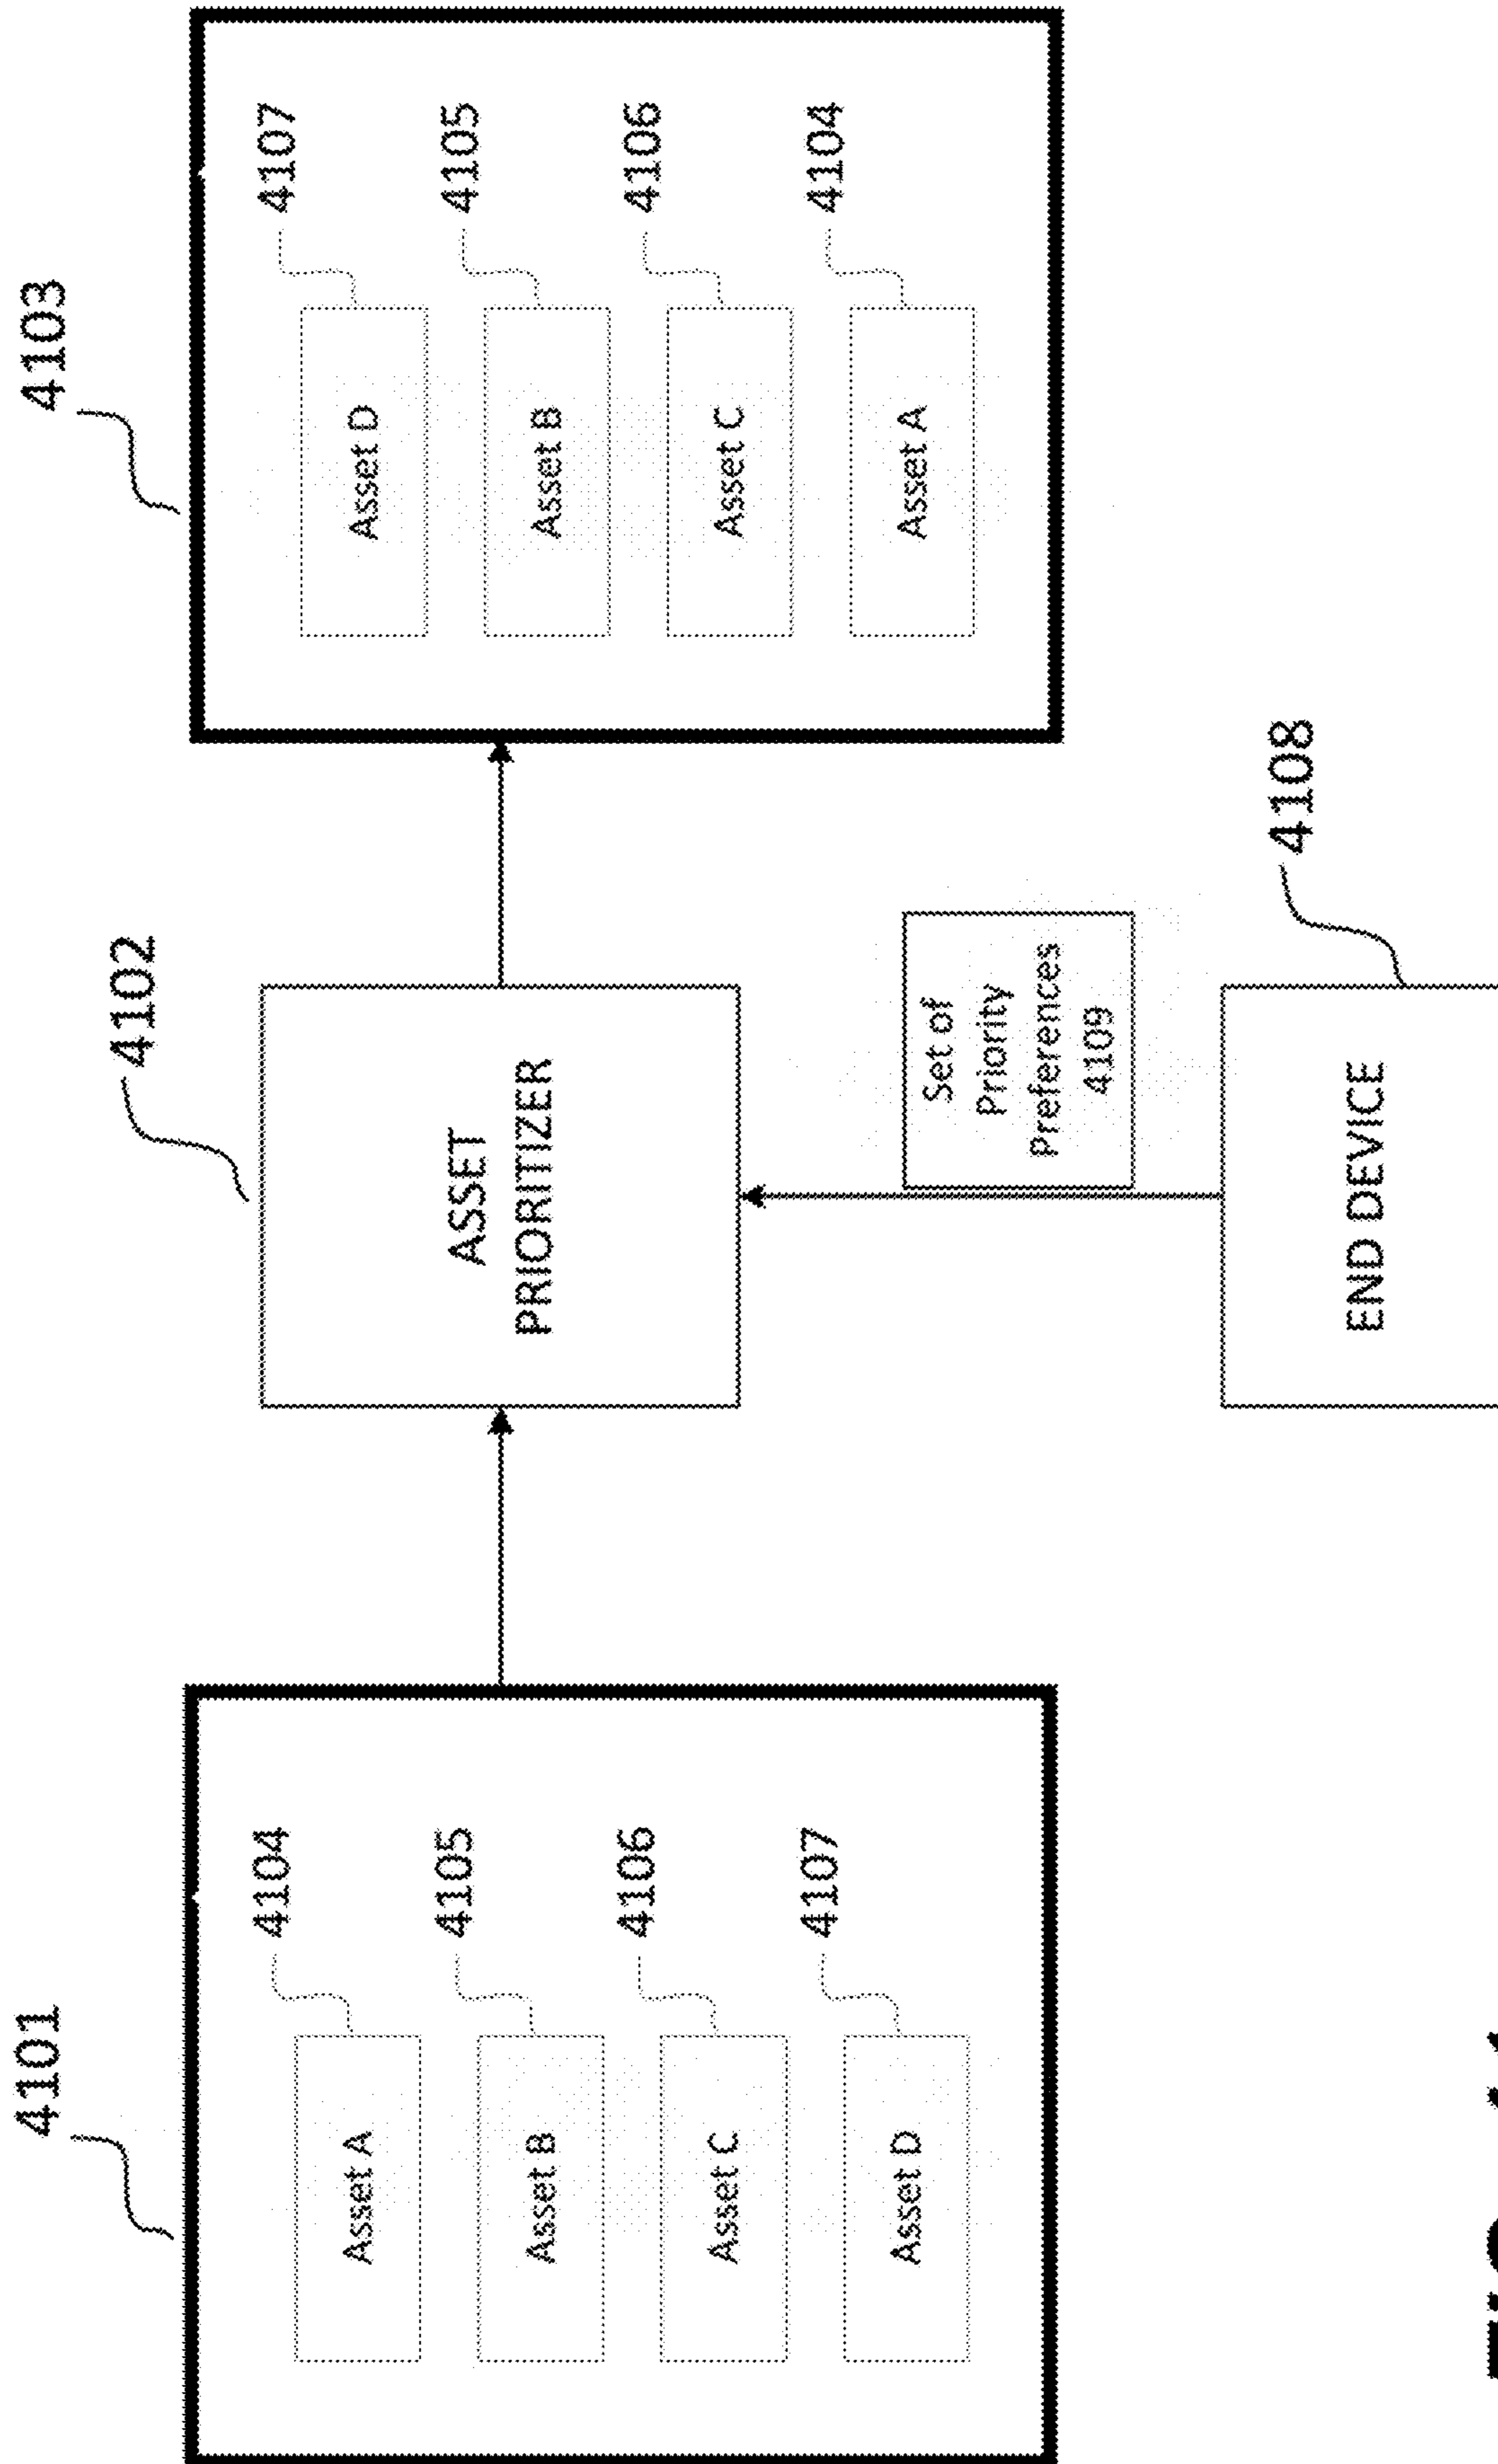 4101
4102
4103
Asset A
4104
Asset B
4105
Asset C
4106
Asset D
4107
ASSET
PRIORITIZER
Asset D
4107
Asset B
4105
Asset C
4106
Asset A
4104
Set of
Priority
Preferences
4109
4108
END DEVICE